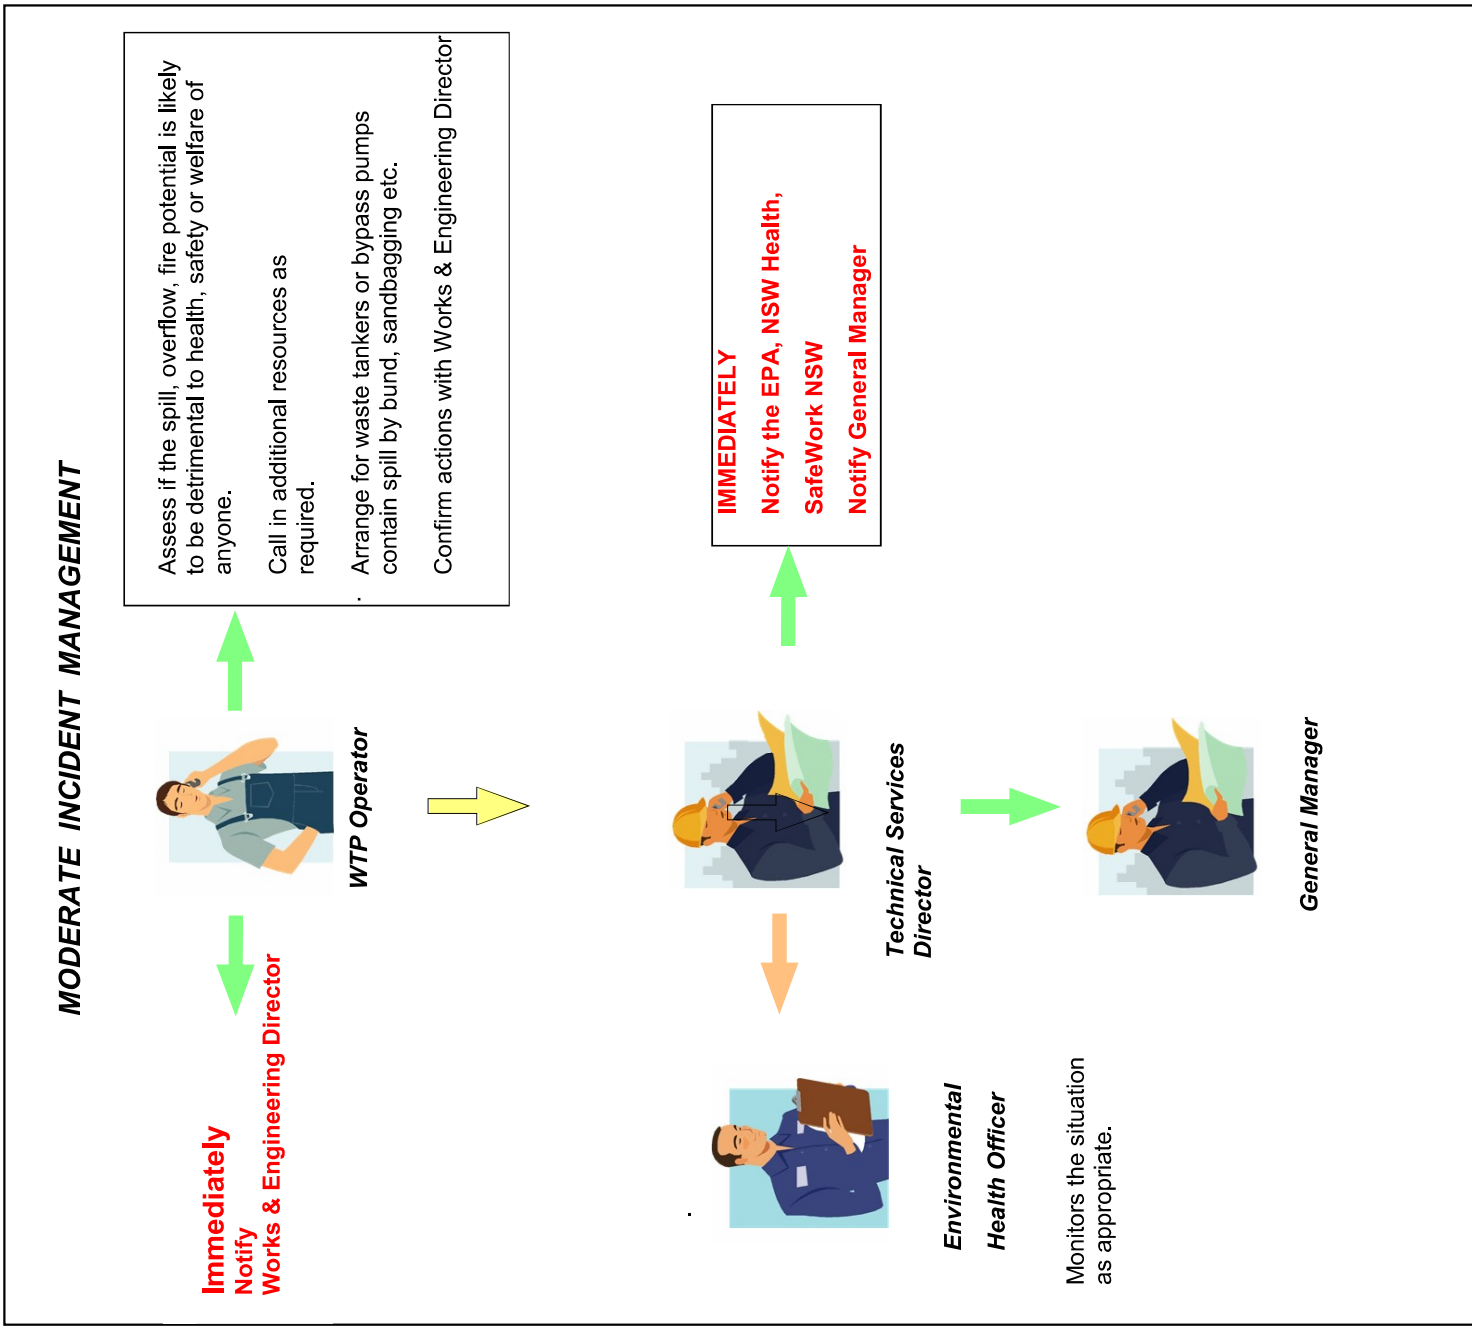 MODERATE INCIDENT MANAGEMENT
Immediately
Notify
Works & Engineering Director
WTP Operator
Assess if the spill, overflow, fire potential is likely
to be detrimental to health, safety or welfare of
anyone.
Call in additional resources as
required.
. Arrange for waste tankers or bypass pumps
contain spill by bund, sandbagging etc.
Confirm actions with Works & Engineering Director
.
Environmental
Health Officer
Monitors the situation
as appropriate.
Technical Services
Director
IMMEDIATELY
Notify the EPA, NSW Health,
SafeWork NSW
Notify General Manager
General Manager